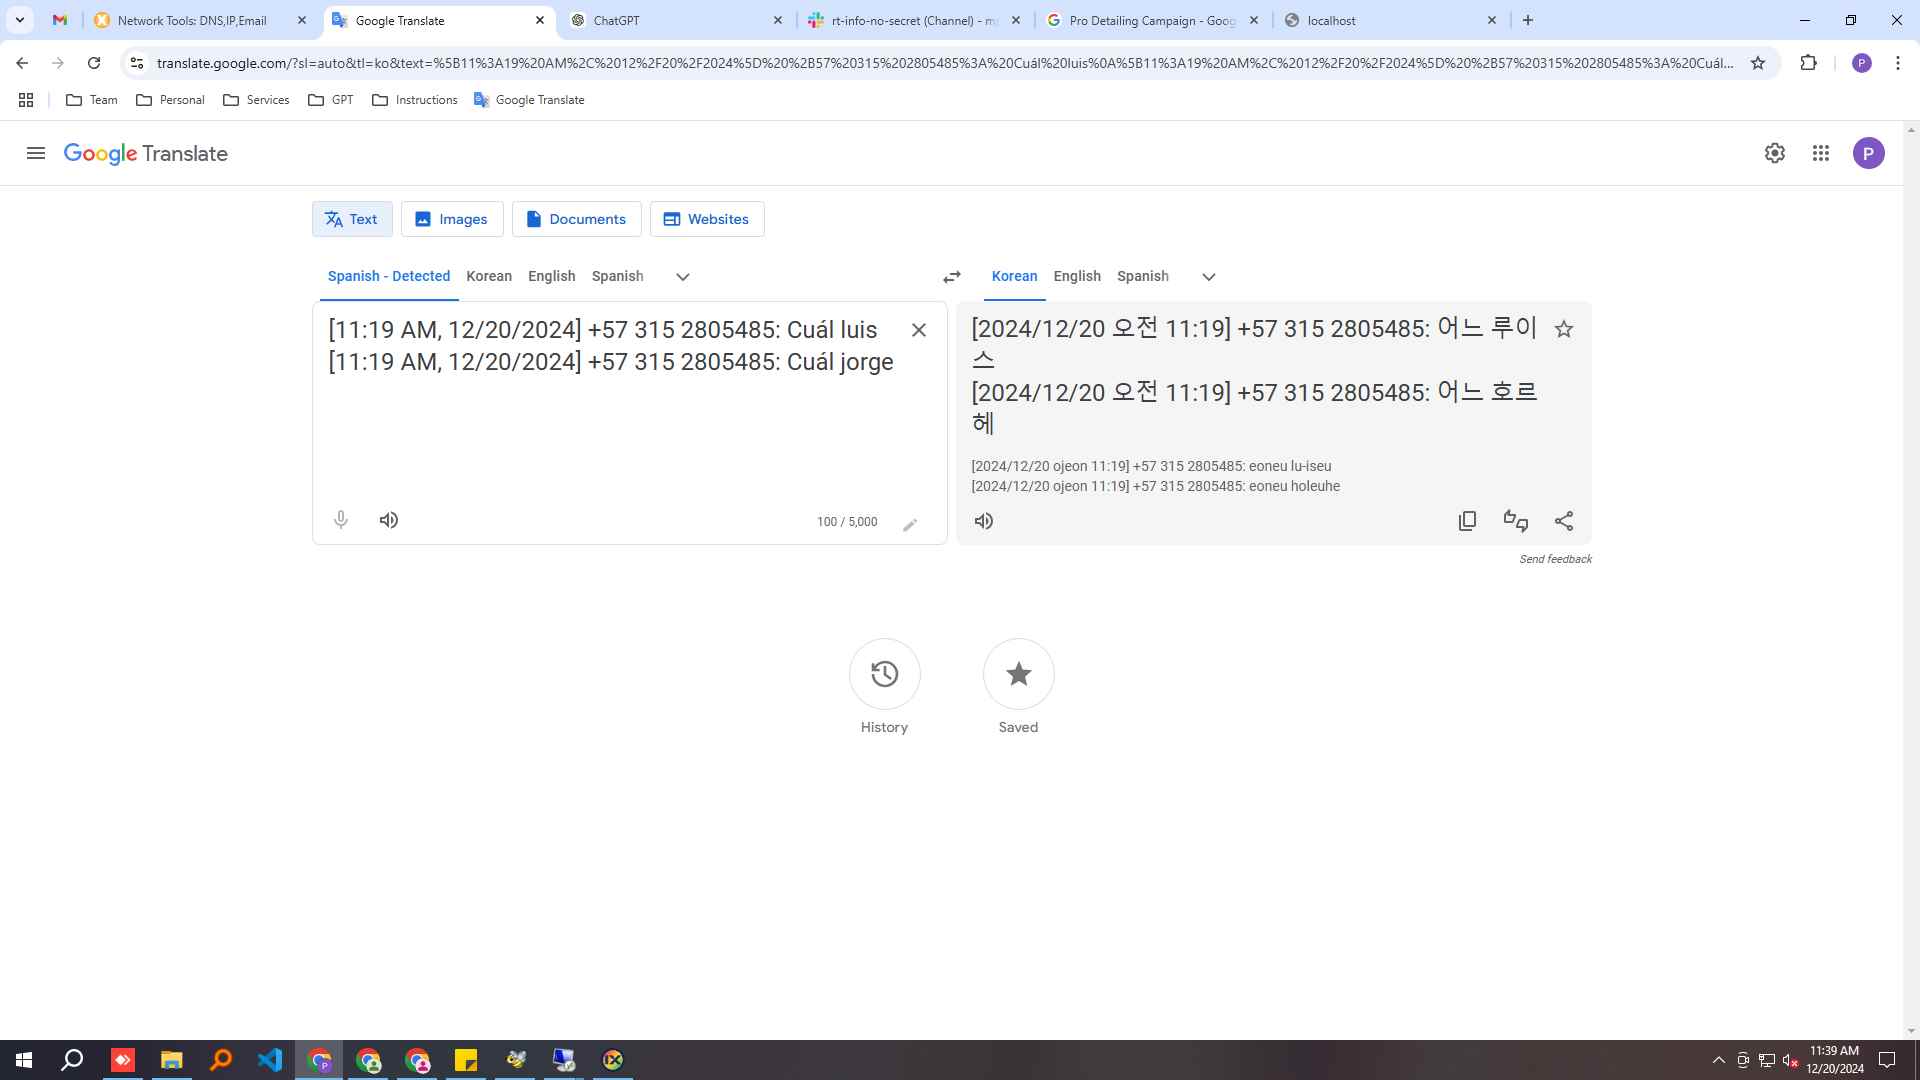 Network Tools: DNS,IP,Email
Google Translate
ChatGPT
rt-info-no-secret (Channel) - m
Pro Detailing Campaign - Goog
localhost
translate.google.com/?sl=auto&tl=ko&text=%5B11%3A19%20AM%2C%2012%2F20%2F2024%5D%20%2B57%20315%202805485%3A%20Cuál%20luis%0A%5B11%3A19%20AM%2C%2012%2F20%2F2024%5D%20%2B57%20315%202805485%3A%20Cuál...
P
Team
Personal
Services
GPT
Instructions
Google Translate
Google Translate
P
Text
Images
Documents
Websites
Spanish - Detected
Korean
English
Spanish
Korean
English
Spanish
[11:19 AM, 12/20/2024] +57 315 2805485: Cuál luis
[11:19 AM, 12/20/2024] +57 315 2805485: Cuál jorge
[2024/12/20 오전 11:19] +57 315 2805485: 어느 루이
스
[2024/12/20 오전 11:19] +57 315 2805485: 어느 호르
헤
[2024/12/20 ojeon 11:19] +57 315 2805485: eoneu lu-iseu
[2024/12/20 ojeon 11:19] +57 315 2805485: eoneu holeuhe
100 / 5,000
Send feedback
History
Saved
11:39 AM
12/20/2024